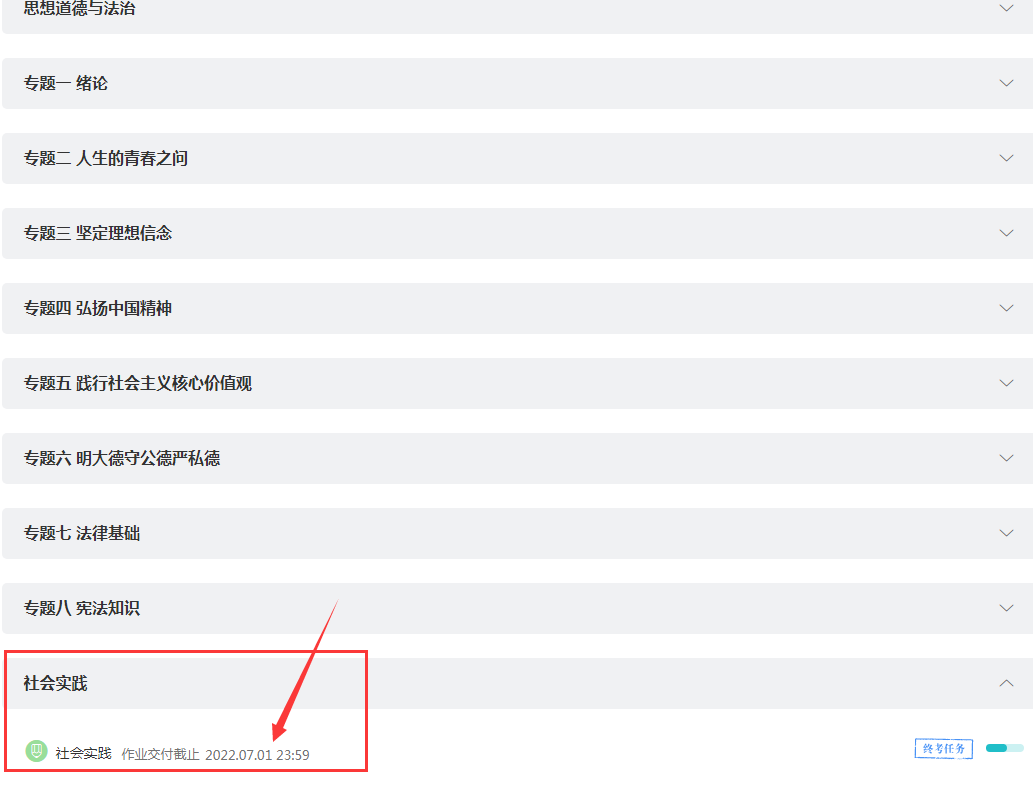 思想道德与法治
专题一 绪论
专题二 人生的青春之问
专题三 坚定理想信念
专题四 弘扬中国精神
专题五 践行社会主义核心价值观
专题六 明大德守公德严私德
专题七 法律基础
专题八 宪法知识
社会实践
社会实践 作业交付截止 2022.07.01 23:59 终考任务